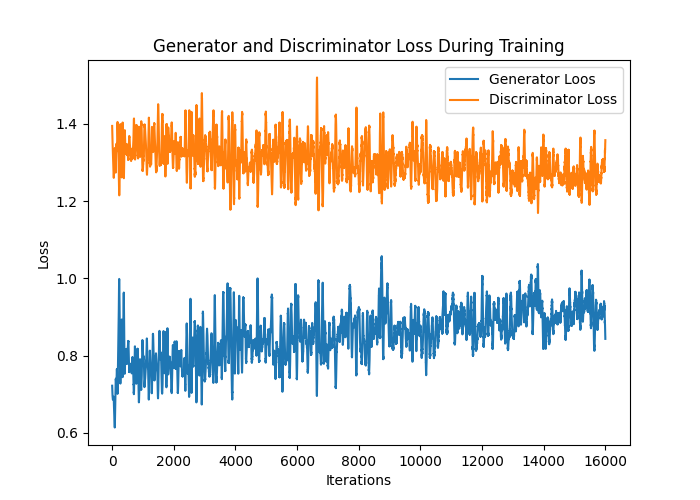 Generator and Discriminator Loss During Training
Generator Loos
Discriminator Loss
1.4
1.2
1.0
0.8
0.6
Loss
0
2000
4000
6000
8000
10000
12000
14000
16000
Iterations